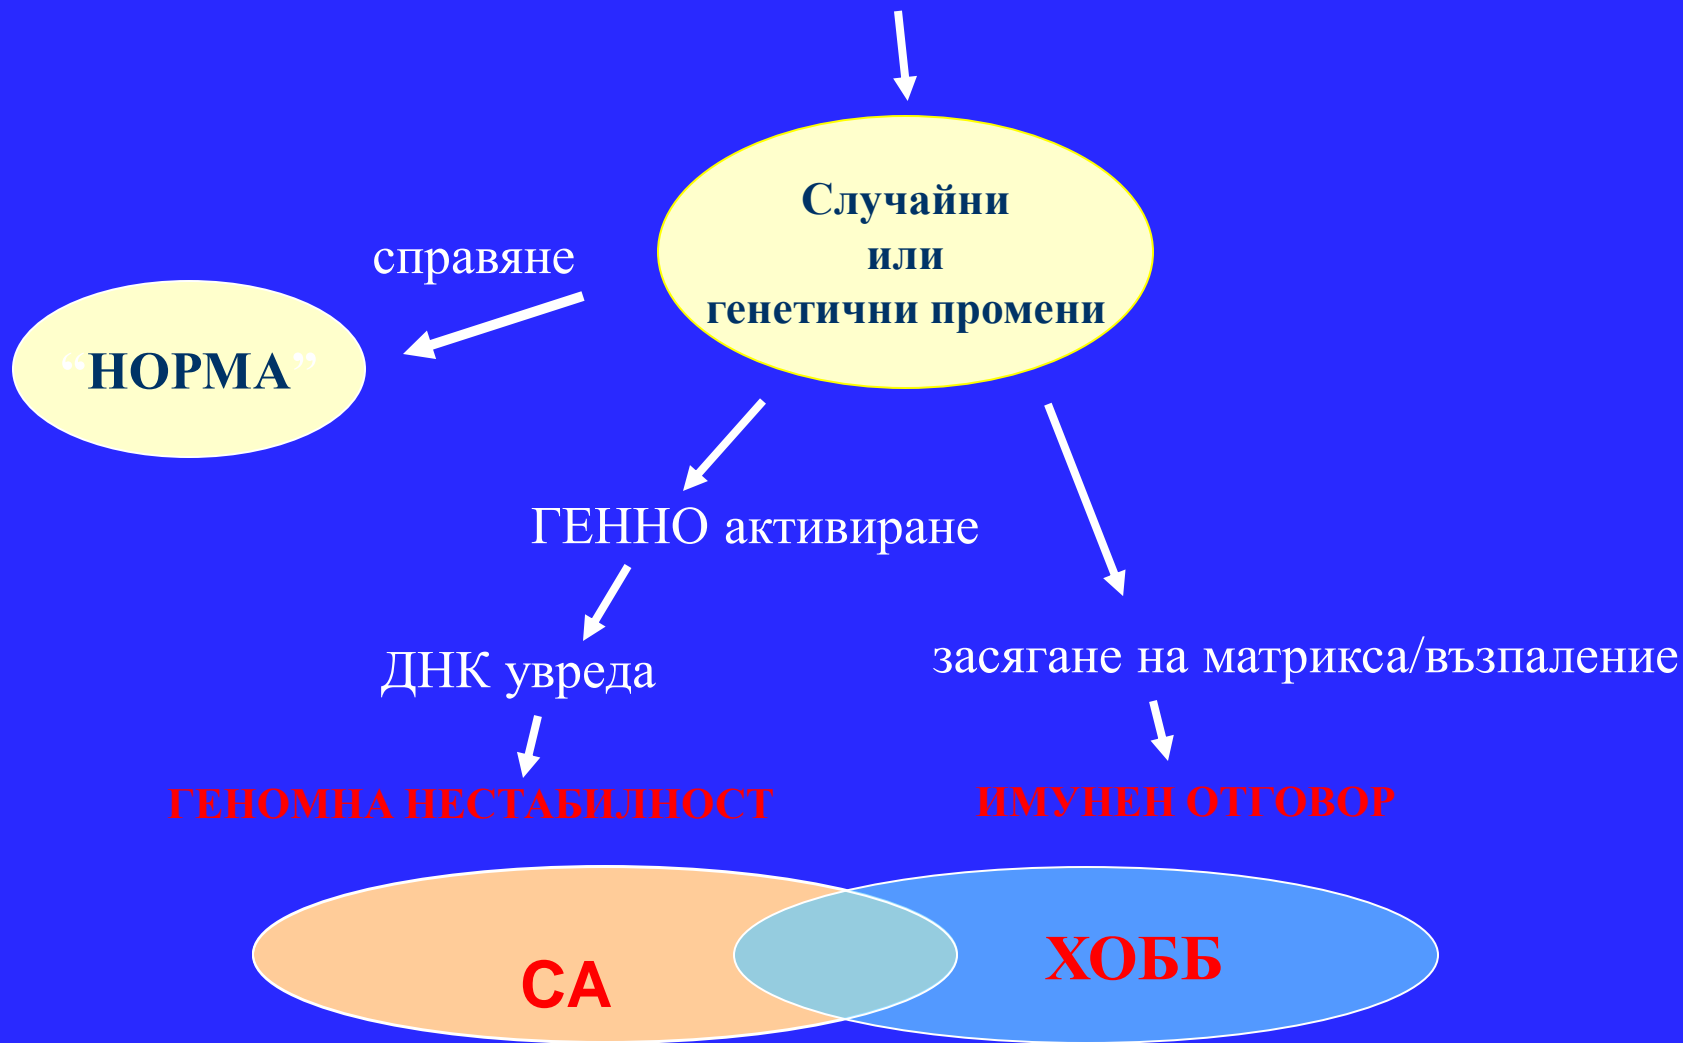 Случайни
или
генетични промени
справяне
“НОРМА”
ГЕННО активиране
ДНК увреда
засягане на матрикса/възпаление
ГЕНОМНА НЕСТАБИЛНОСТ
ИМУНЕН ОТГОВОР
СА
ХОББ